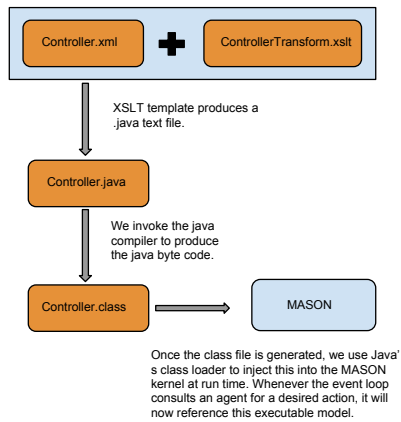 Controller.xml
ControllerTransform.xslt
XSLT template produces a
.java text file.
Controller.java
We invoke the java
compiler to produce
the java byte code.
Controller.class
MASON
Once the class file is generated, we use Java'
s class loader to inject this into the MASON
kernel at run time. Whenever the event loop
consults an agent for a desired action, it will
now reference this executable model.